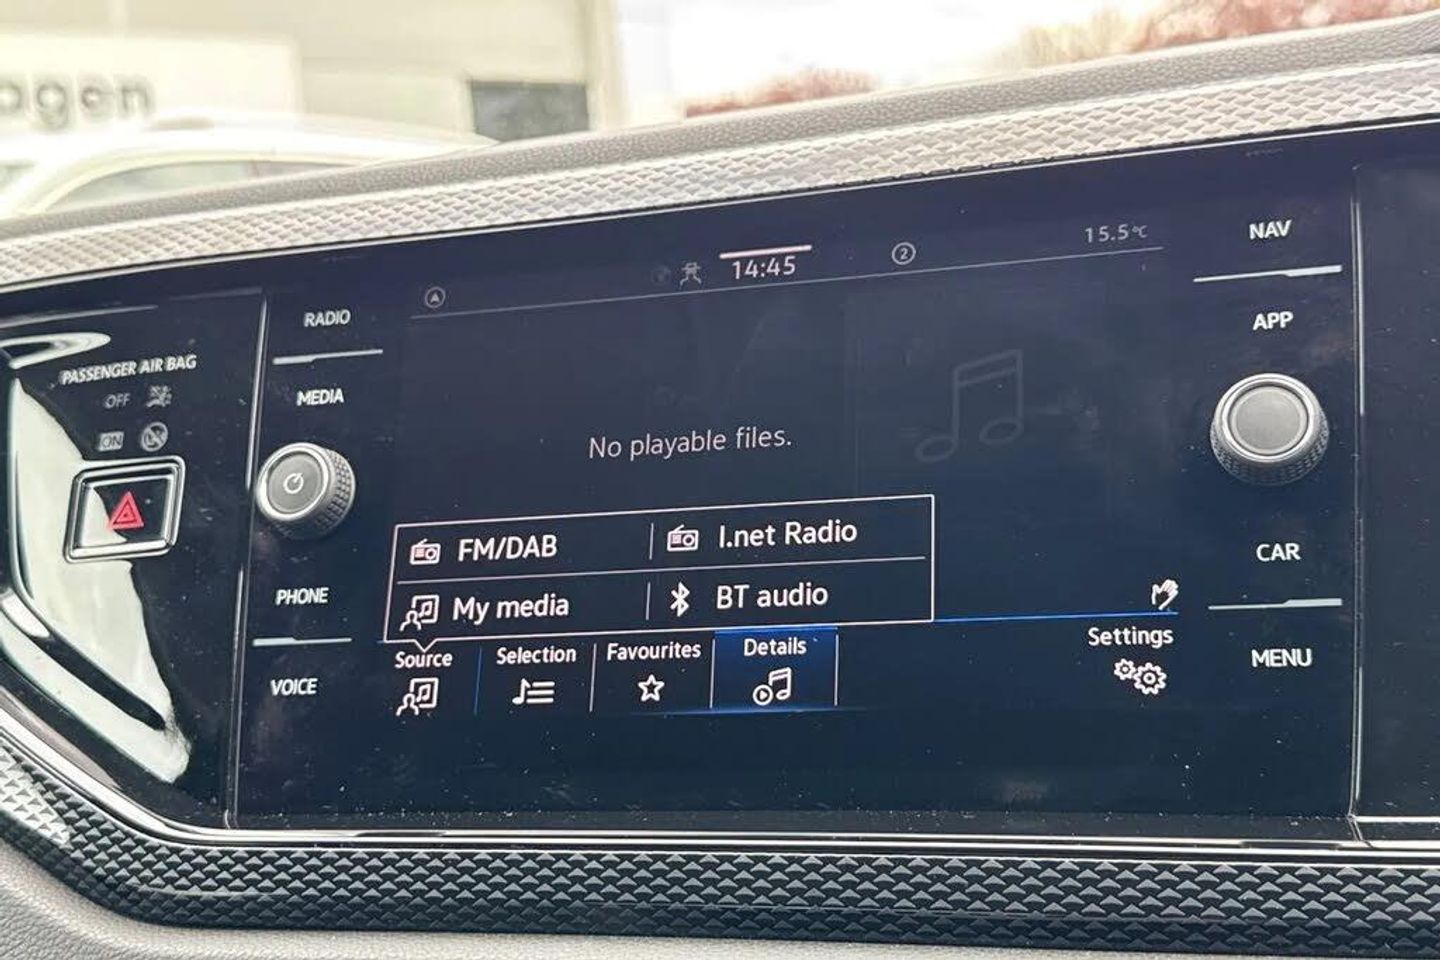 agen
NAV
15.5°C
14:45
2
RADIO
APP
PASSENGER AIR BAG
OFF
MEDIA
ON
No playable files.
FM/DAB
I.net Radio
CAR
PHONE
My media
BT audio
Settings
Source
Selection
Favourites
Details
MENU
VOICE